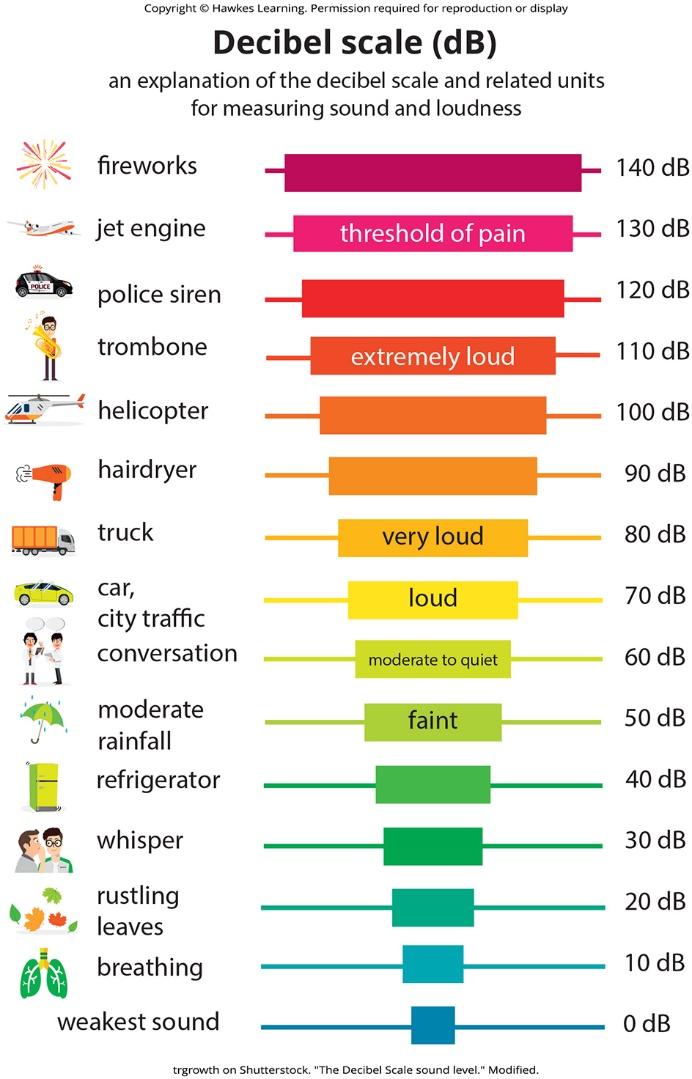 Copyright © Hawkes Learning. Permission required for reproduction or display
Decibel scale (dB)
an explanation of the decibel scale and related units
for measuring sound and loudness
fireworks 140 dB
jet engine threshold of pain 130 dB
POLICE
police siren 120 dB
trombone extremely loud 110 dB
helicopter 100 dB
hairdryer 90 dB
truck very loud 80 dB
car,
city traffic loud 70 dB
conversation moderate to quiet 60 dB
moderate
rainfall faint 50 dB
refrigerator 40 dB
whisper 30 dB
rustling
leaves 20 dB
breathing 10 dB
weakest sound 0 dB
trgrowth on Shutterstock. "The Decibel Scale sound level." Modified.